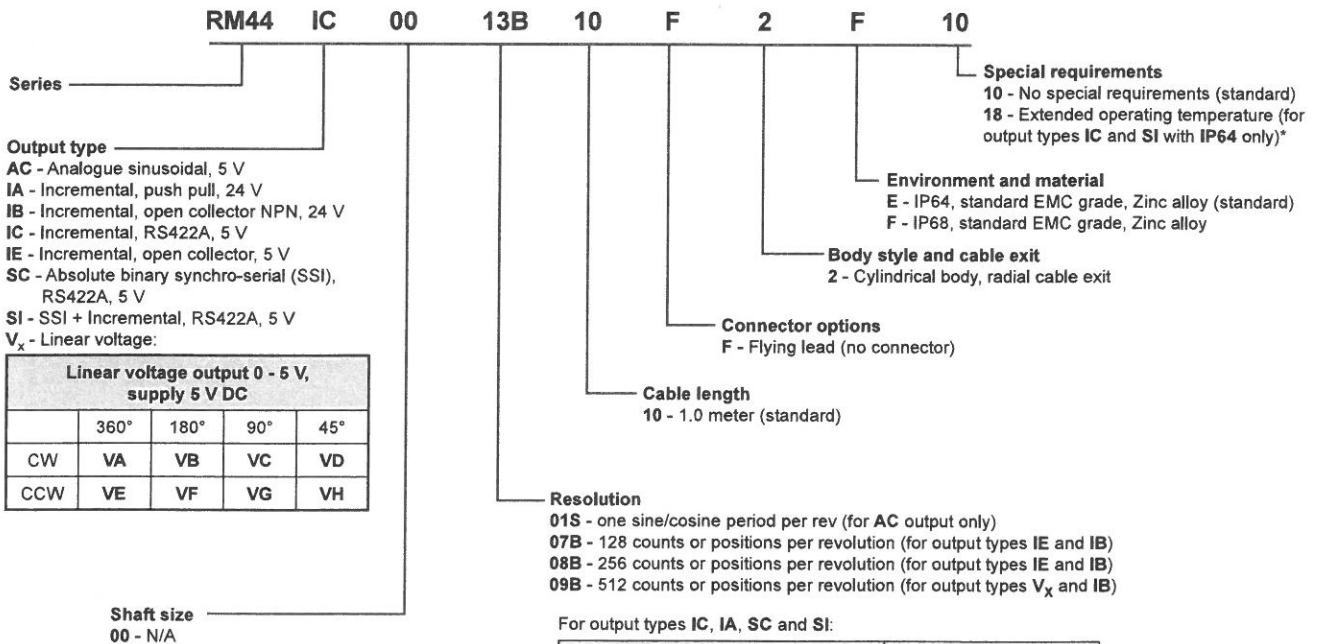 RM44 IC 00 13B 10 F 2 F 10
Series
Output type
AC - Analogue sinusoidal, 5 V
IA - Incremental, push pull, 24 V
IB - Incremental, open collector NPN, 24 V
IC - Incremental, RS422A, 5 V
IE - Incremental, open collector, 5 V
SC - Absolute binary synchro-serial (SSI),
RS422A, 5 V
SI - SSI + Incremental, RS422A, 5 V
Vx - Linear voltage:
Linear voltage output 0 - 5 V,
supply 5 V DC
360° 180° 90° 45°
CW VA VB VC VD
CCW VE VF VG VH
Shaft size
00 - N/A
Special requirements
10 - No special requirements (standard)
18 - Extended operating temperature (for
output types IC and SI with IP64 only)*
Environment and material
E - IP64, standard EMC grade, Zinc alloy (standard)
F - IP68, standard EMC grade, Zinc alloy
Body style and cable exit
2 - Cylindrical body, radial cable exit
Connector options
F - Flying lead (no connector)
Cable length
10 - 1.0 meter (standard)
Resolution
01S - one sine/cosine period per rev (for AC output only)
07B - 128 counts or positions per revolution (for output types IE and IB)
08B - 256 counts or positions per revolution (for output types IE and IB)
09B - 512 counts or positions per revolution (for output types Vx and IB)
For output types IC, IA, SC and SI: